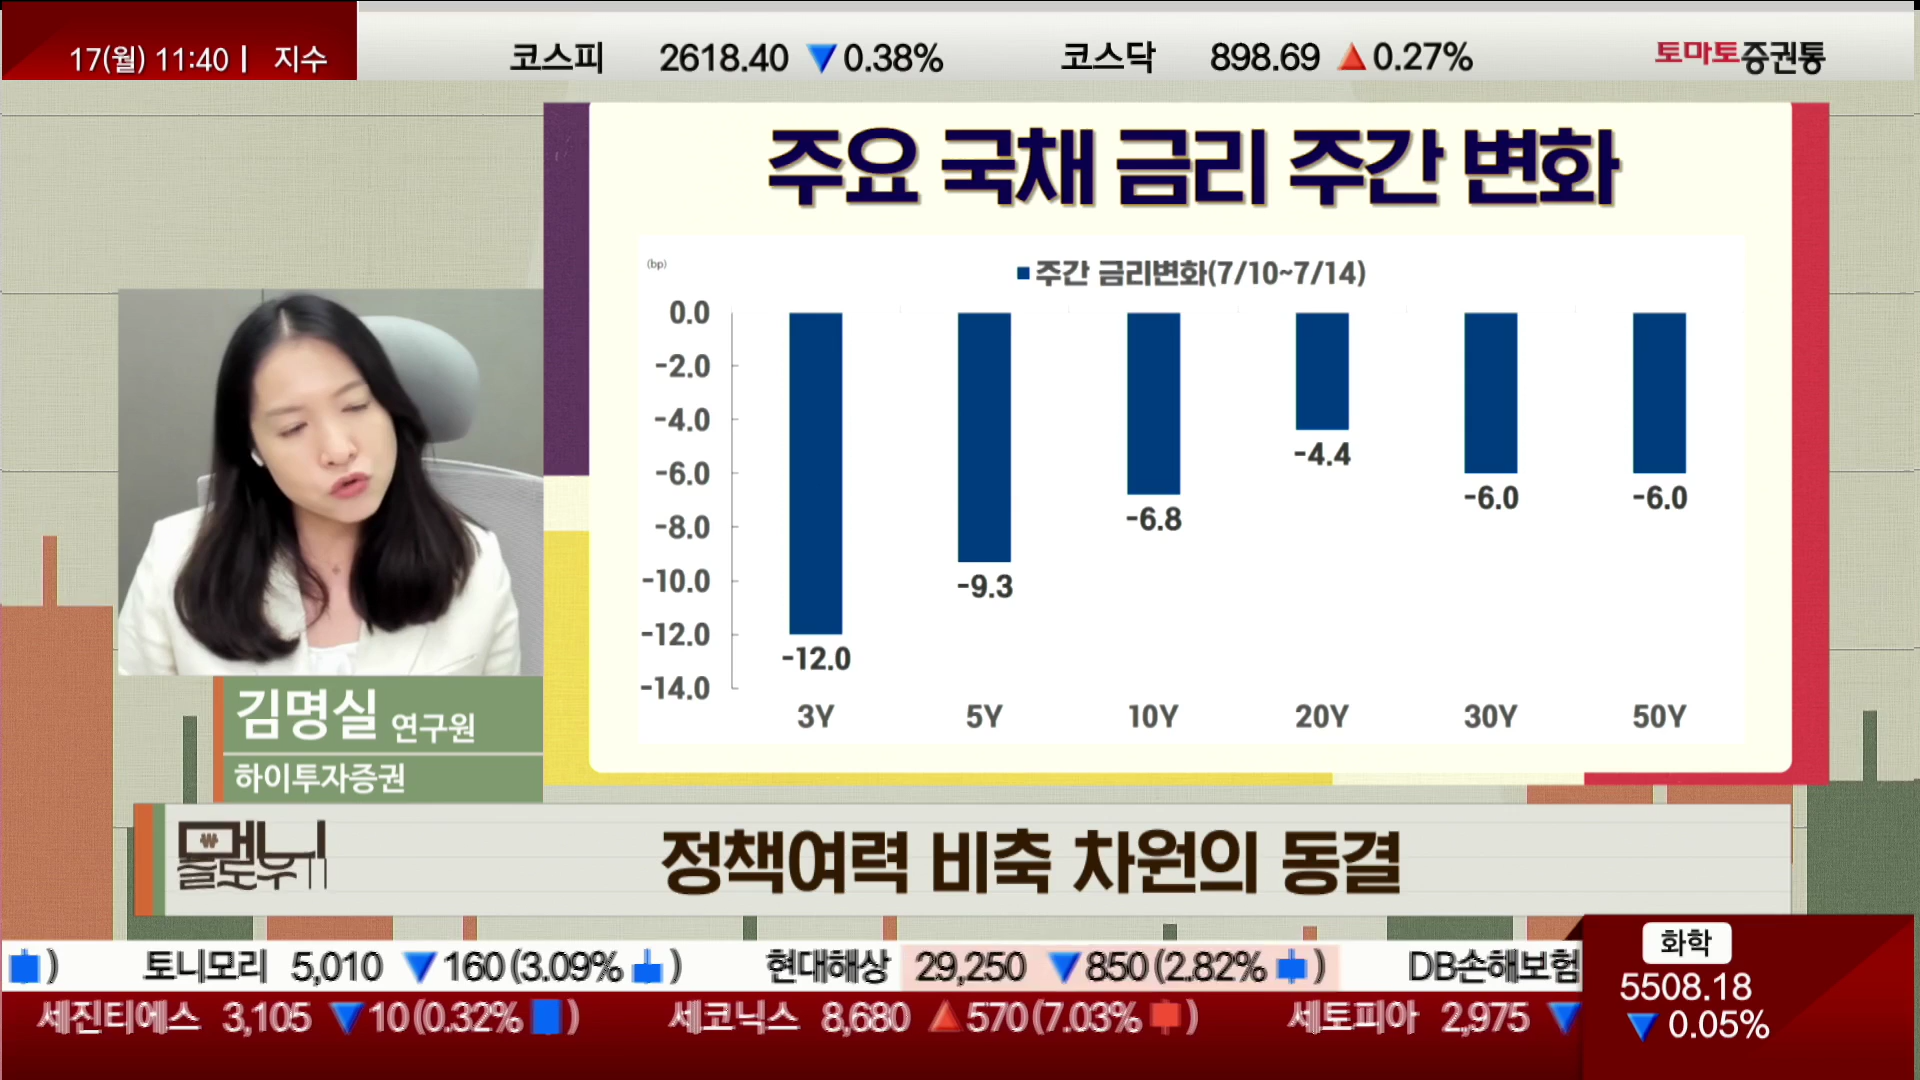 17(월) 11:40 | 지수
코스피 2618.40 ▼0.38%
코스닥 898.69 ▲0.27%
토마토증권통
주요 국채 금리 주간 변화
(bp)
■주간 금리변화(7/10~7/14)
0.0
-2.0
-4.0
-6.0
-8.0
-10.0
-12.0
-14.0
-12.0
-9.3
-6.8
-4.4
-6.0
-6.0
3Y 5Y 10Y 20Y 30Y 50Y
김명실 연구원
하이투자증권
머니
플로우
정책여력 비축 차원의 동결
) 토니모리 5,010 ▼160(3.09% ) 현대해상 29,250 ▼850(2.82% ) DB손해보험
세진티에스 3,105 ▼10(0.32% ) 세코닉스 8,680 ▲570(7.03% ) 세토피아 2,975 ▼
화학
5508.18
▼ 0.05%